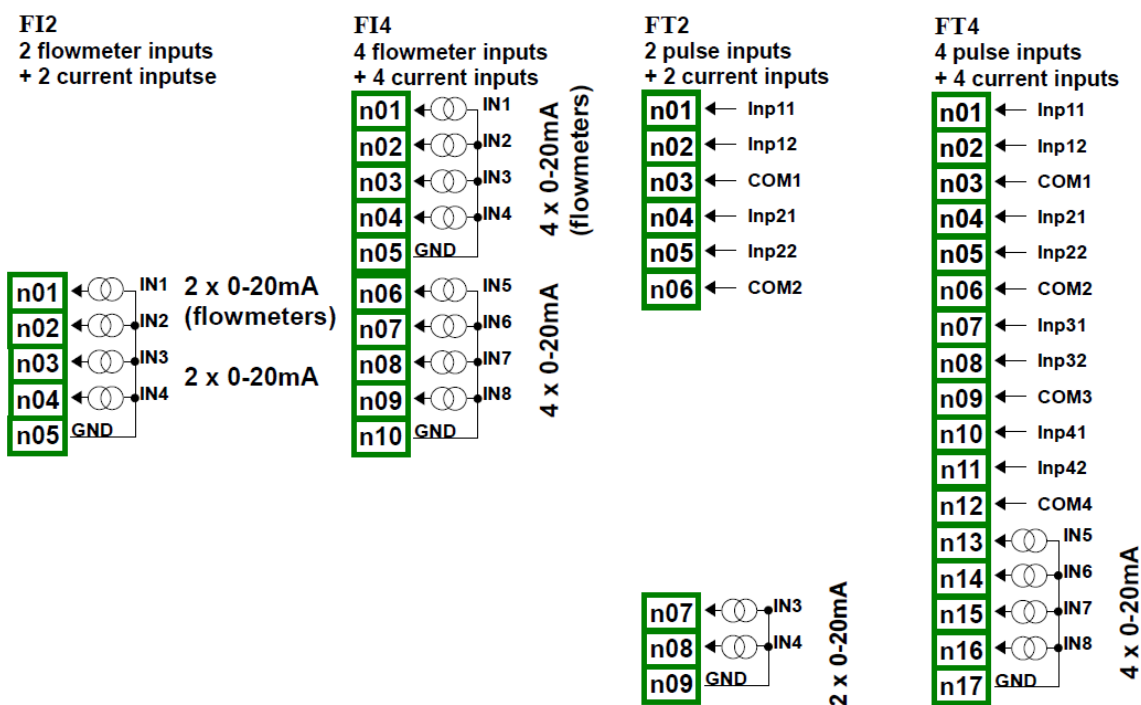 FI2
2 flowmeter inputs
+ 2 current inputse
n01 IN1
n02 IN2
n03 IN3
n04 IN4
n05 GND
2 x 0-20mA
(flowmeters)
2 x 0-20mA
FI4
4 flowmeter inputs
+ 4 current inputs
n01 IN1
n02 IN2
n03 IN3
n04 IN4
n05 GND
4 x 0-20mA
(flowmeters)
n06 IN5
n07 IN6
n08 IN7
n09 IN8
n10 GND
4 x 0-20mA
FT2
2 pulse inputs
+ 2 current inputs
n01 Inp11
n02 Inp12
n03 COM1
n04 Inp21
n05 Inp22
n06 COM2
n07 IN3
n08 IN4
n09 GND
2 x 0-20mA
FT4
4 pulse inputs
+ 4 current inputs
n01 Inp11
n02 Inp12
n03 COM1
n04 Inp21
n05 Inp22
n06 COM2
n07 Inp31
n08 Inp32
n09 COM3
n10 Inp41
n11 Inp42
n12 COM4
n13 IN5
n14 IN6
n15 IN7
n16 IN8
n17 GND
4 x 0-20mA